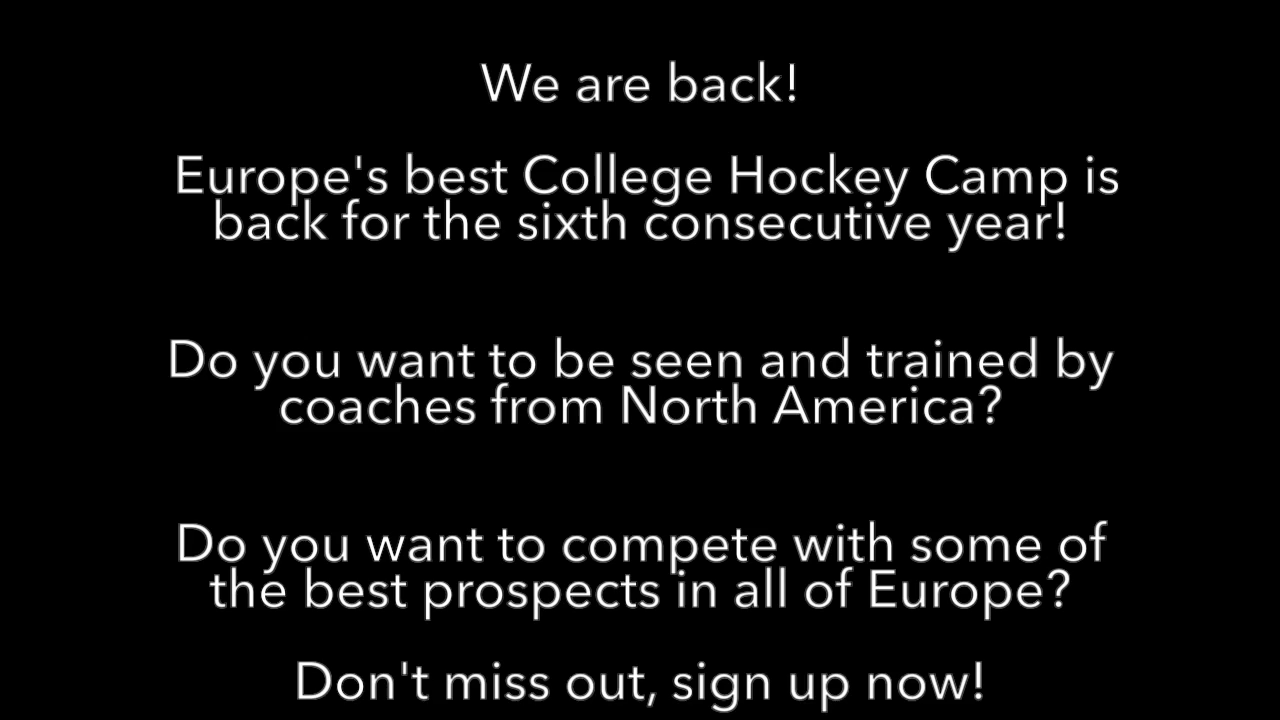 We are back!
Europe's best College Hockey Camp is
back for the sixth consecutive year!
Do you want to be seen and trained by
coaches from North America?
Do you want to compete with some of
the best prospects in all of Europe?
Don't miss out, sign up now!